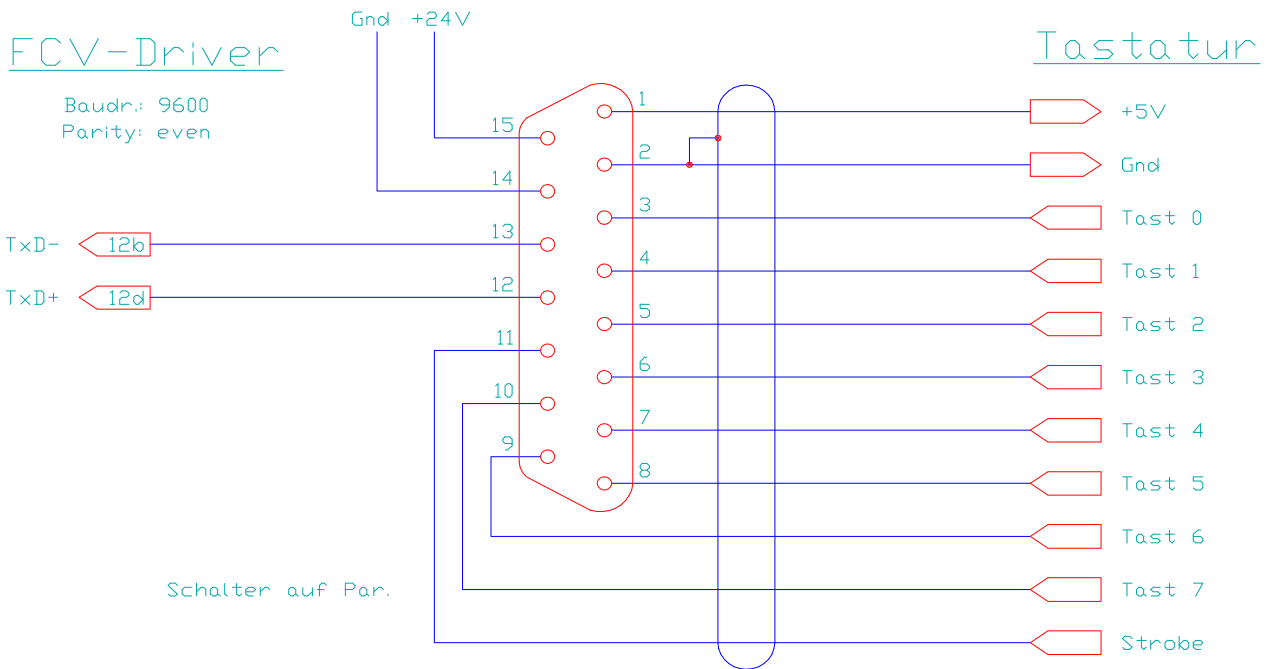 Gnd +24V
FCV-Driver
Tastatur
Baudr.: 9600
Parity: even
1
+5V
15
2
Gnd
14
3
Tast 0
TxD- 12b
13
4
Tast 1
TxD+ 12d
12
5
Tast 2
11
6
Tast 3
10
7
Tast 4
9
8
Tast 5
Tast 6
Schalter auf Par.
Tast 7
Strobe